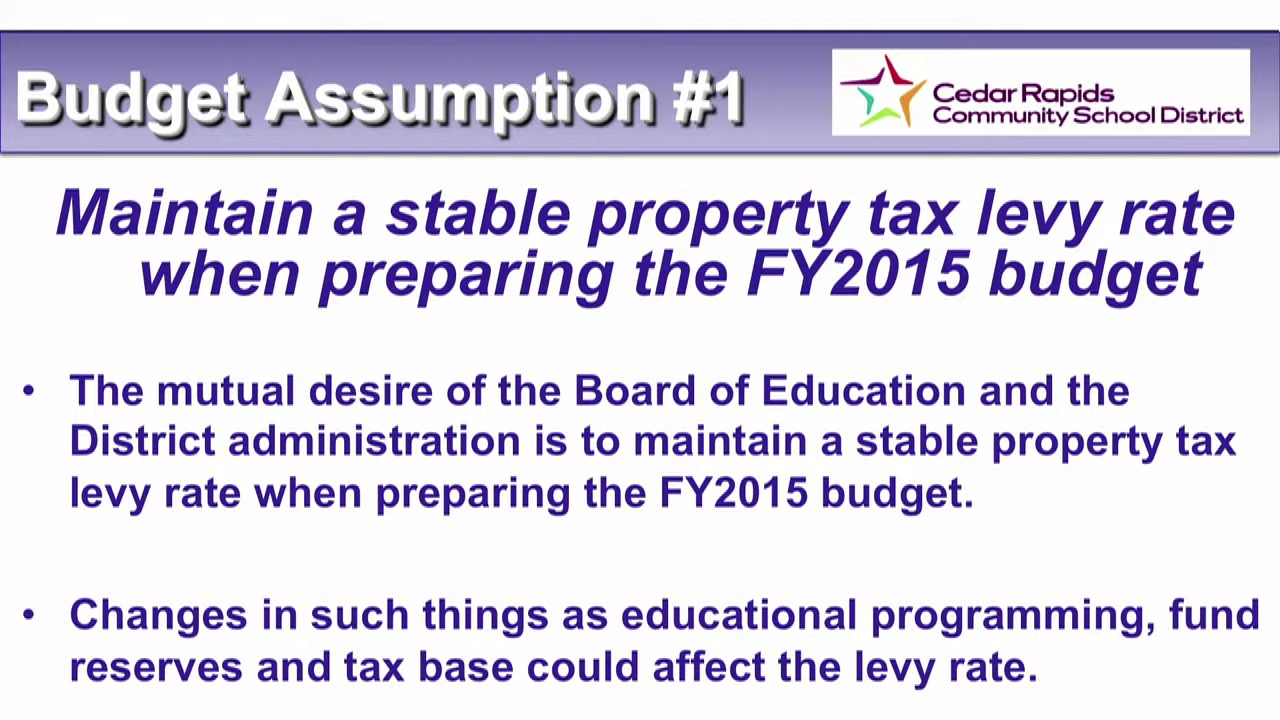 Budget Assumption #1
Cedar Rapids
Community School District
Maintain a stable property tax levy rate
when preparing the FY2015 budget
• The mutual desire of the Board of Education and the
District administration is to maintain a stable property tax
levy rate when preparing the FY2015 budget.
• Changes in such things as educational programming, fund
reserves and tax base could affect the levy rate.